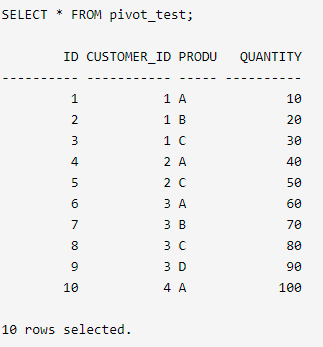 SELECT * FROM pivot_test;
ID CUSTOMER_ID PRODU QUANTITY
---------- ----------- ----- ----------
1 1 A 10
2 1 B 20
3 1 C 30
4 2 A 40
5 2 C 50
6 3 A 60
7 3 B 70
8 3 C 80
9 3 D 90
10 4 A 100
10 rows selected.